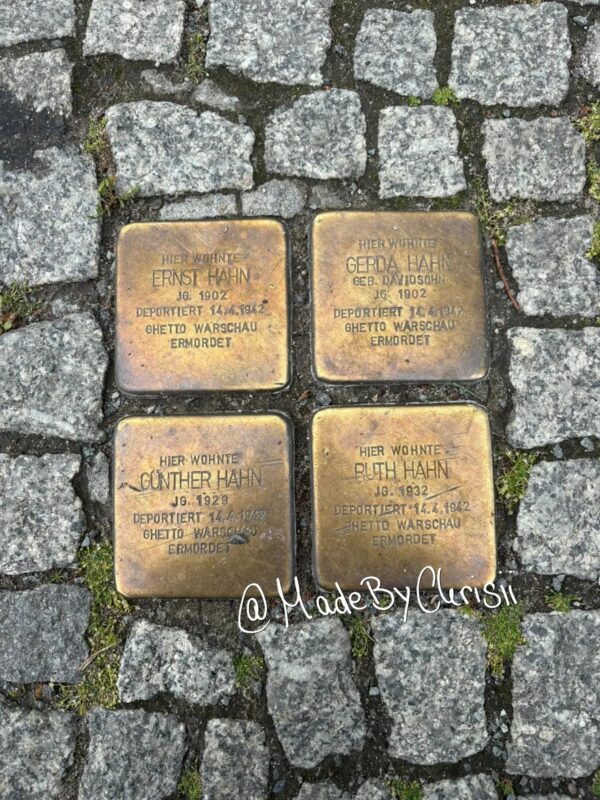 HIER WOHNTE
ERNST HAHN
JG. 1902
DEPORTIERT 14.4.1942
GHETTO WARSCHAU
ERMORDET
HIER WOHNTE
GERDA HAHN
GEB. DAVIDSOHN
JG. 1902
DEPORTIERT 14.4.1942
GHETTO WARSCHAU
ERMORDET
HIER WOHNTE
GÜNTHER HAHN
JG.
DEPORTIERT 14.4.1942
GHETTO WARSCHAU
ERMORDET
HIER WOHNTE
RUTH HAHN
JG. 1932
DEPORTIERT 14.4.1942
GHETTO WARSCHAU
ERMORDET
@MadeByChrisii